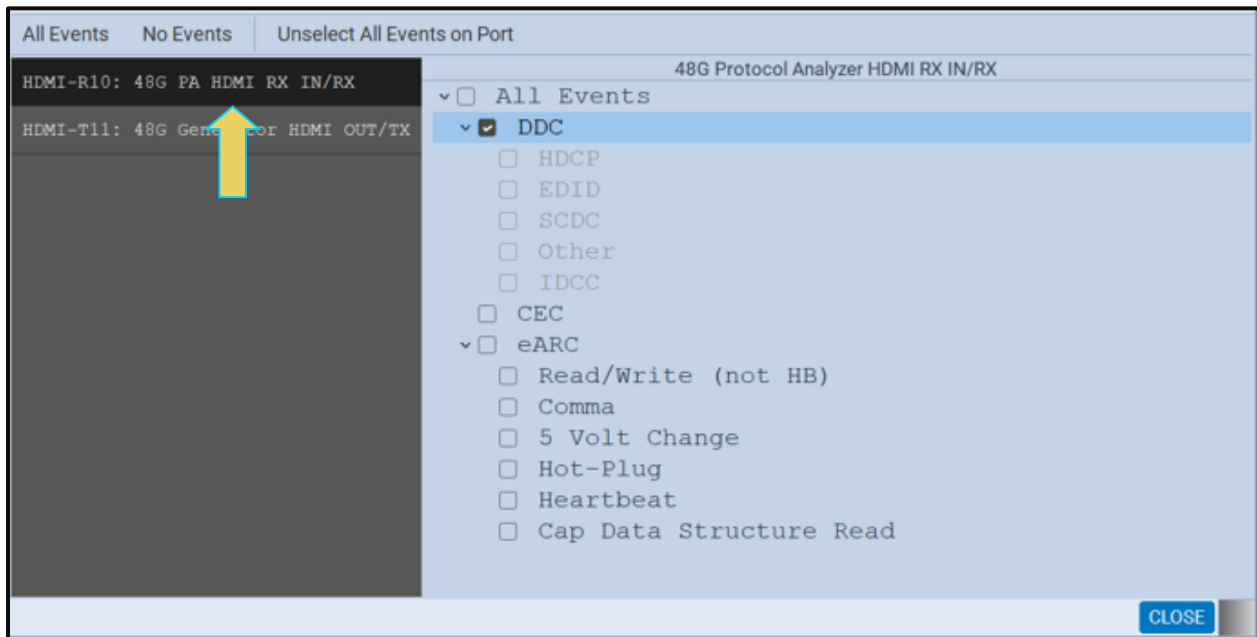 All Events No Events Unselect All Events on Port
HDMI-R10: 48G PA HDMI RX IN/RX
HDMI-T11: 48G HDMI OUT/TX
48G Protocol Analyzer HDMI RX IN/RX
All Events
DDC
HDCP
EDID
SCDC
Other
IDCC
CEC
eARC
Read/Write (not HB)
Comma
5 Volt Change
Hot-Plug
Heartbeat
Cap Data Structure Read
CLOSE